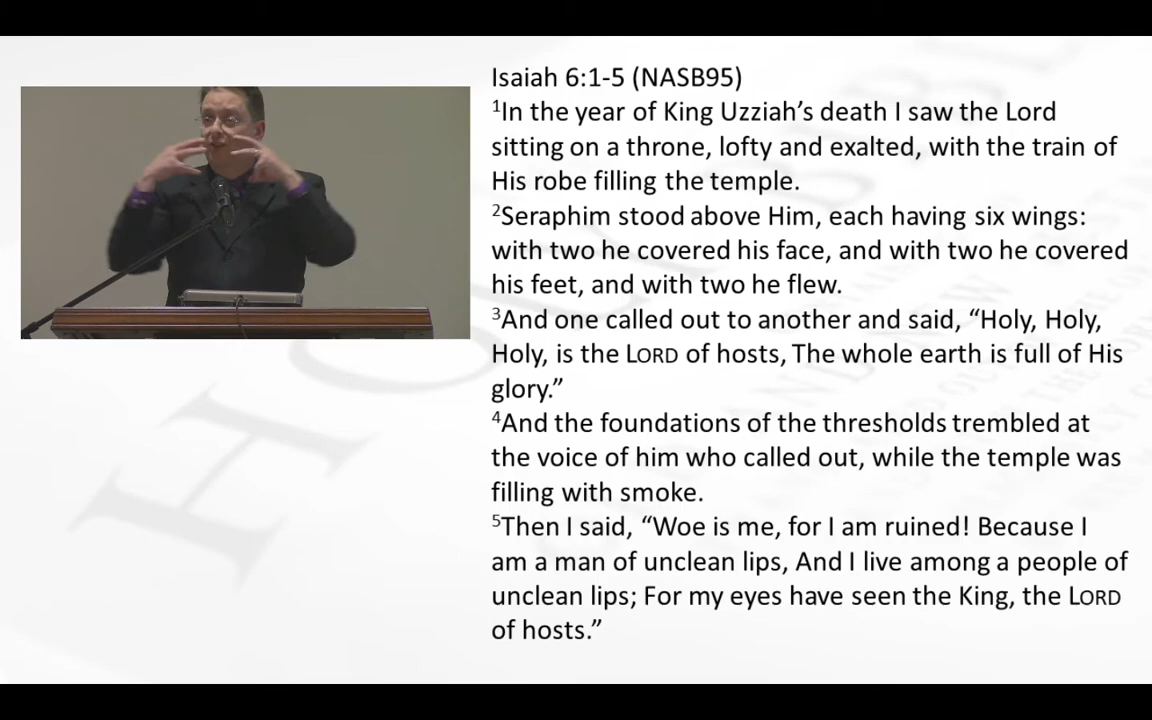 Isaiah 6:1-5 (NASB95)
¹In the year of King Uzziah’s death I saw the Lord
sitting on a throne, lofty and exalted, with the train of
His robe filling the temple.
²Seraphim stood above Him, each having six wings:
with two he covered his face, and with two he covered
his feet, and with two he flew.
³And one called out to another and said, “Holy, Holy,
Holy, is the LORD of hosts, The whole earth is full of His
glory.”
⁴And the foundations of the thresholds trembled at
the voice of him who called out, while the temple was
filling with smoke.
⁵Then I said, “Woe is me, for I am ruined! Because I
am a man of unclean lips, And I live among a people of
unclean lips; For my eyes have seen the King, the LORD
of hosts.”
HOLY BIBL